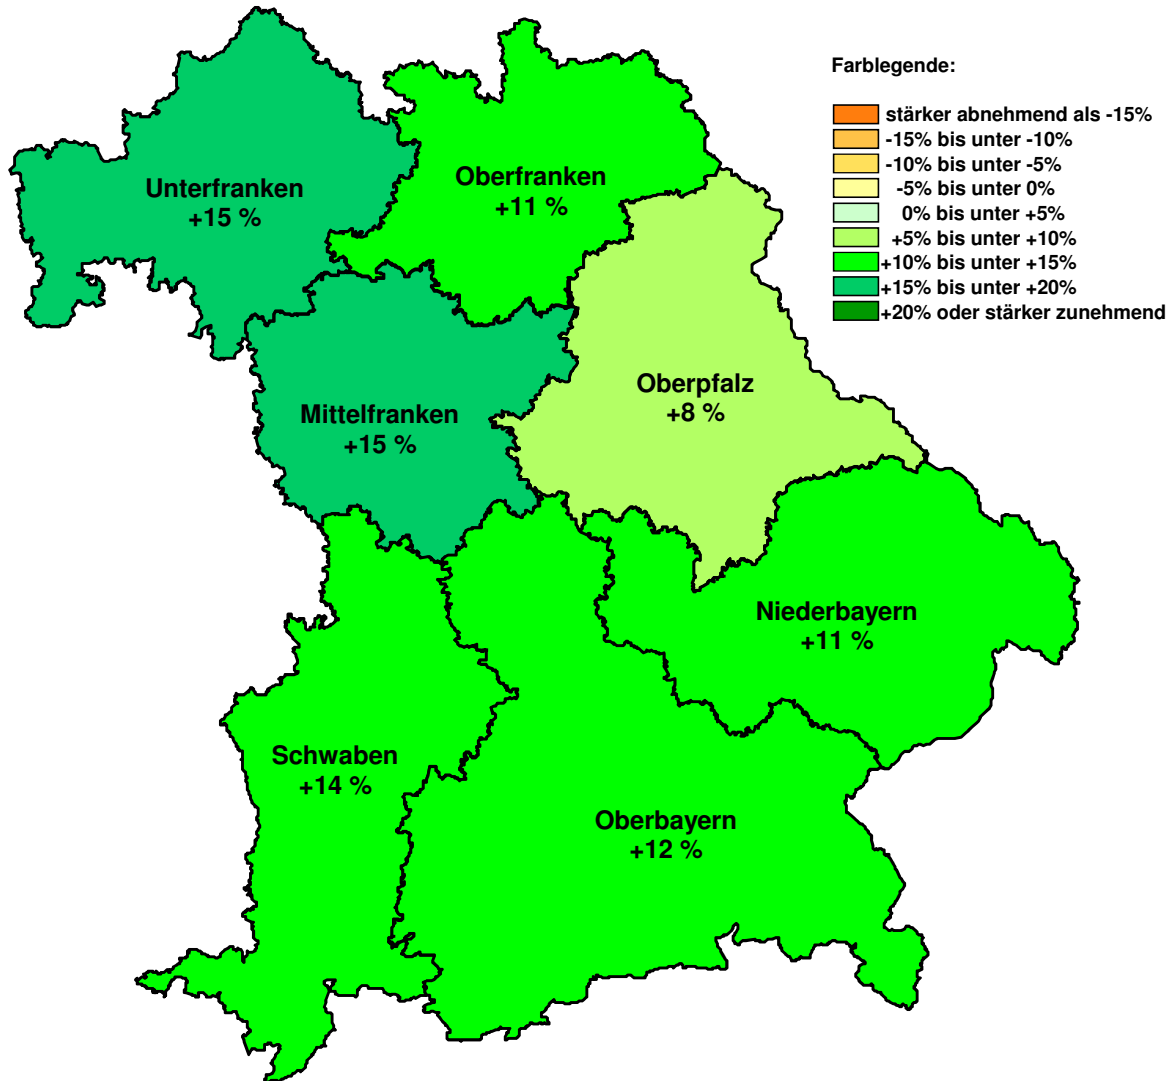 Farblegende:
stärker abnehmend als -15%
-15% bis unter -10%
-10% bis unter -5%
-5% bis unter 0%
0% bis unter +5%
+5% bis unter +10%
+10% bis unter +15%
+15% bis unter +20%
+20% oder stärker zunehmend
Unterfranken
+15 %
Oberfranken
+11 %
Mittelfranken
+15 %
Oberpfalz
+8 %
Niederbayern
+11 %
Schwaben
+14 %
Oberbayern
+12 %